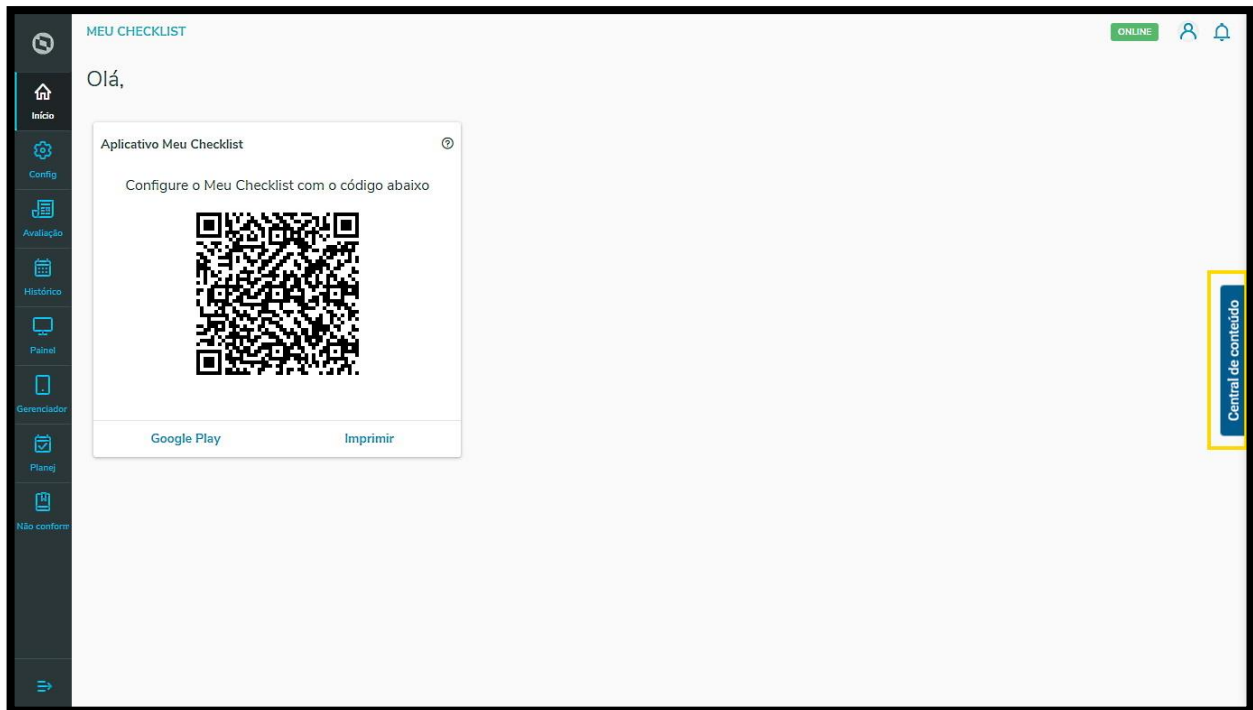 MEU CHECKLIST
ONLINE
Olá,
Início
Config
Avaliação
Histórico
Painel
Gerenciador
Planej
Não conform
Aplicativo Meu Checklist
Configure o Meu Checklist com o código abaixo
Google Play
Imprimir
Central de conteúdo